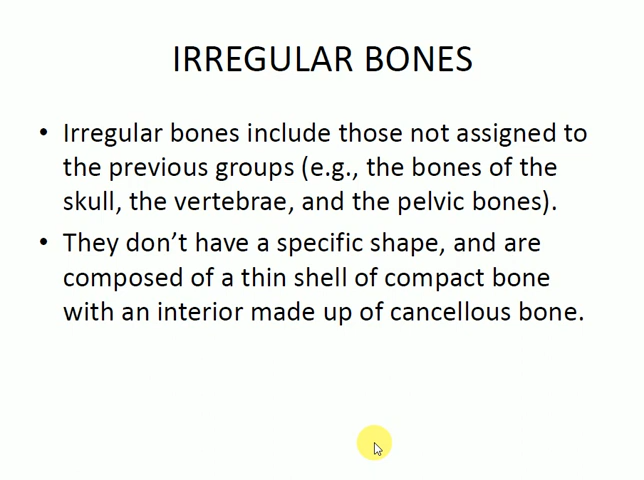 IRREGULAR BONES
• Irregular bones include those not assigned to
the previous groups (e.g., the bones of the
skull, the vertebrae, and the pelvic bones).
• They don’t have a specific shape, and are
composed of a thin shell of compact bone
with an interior made up of cancellous bone.